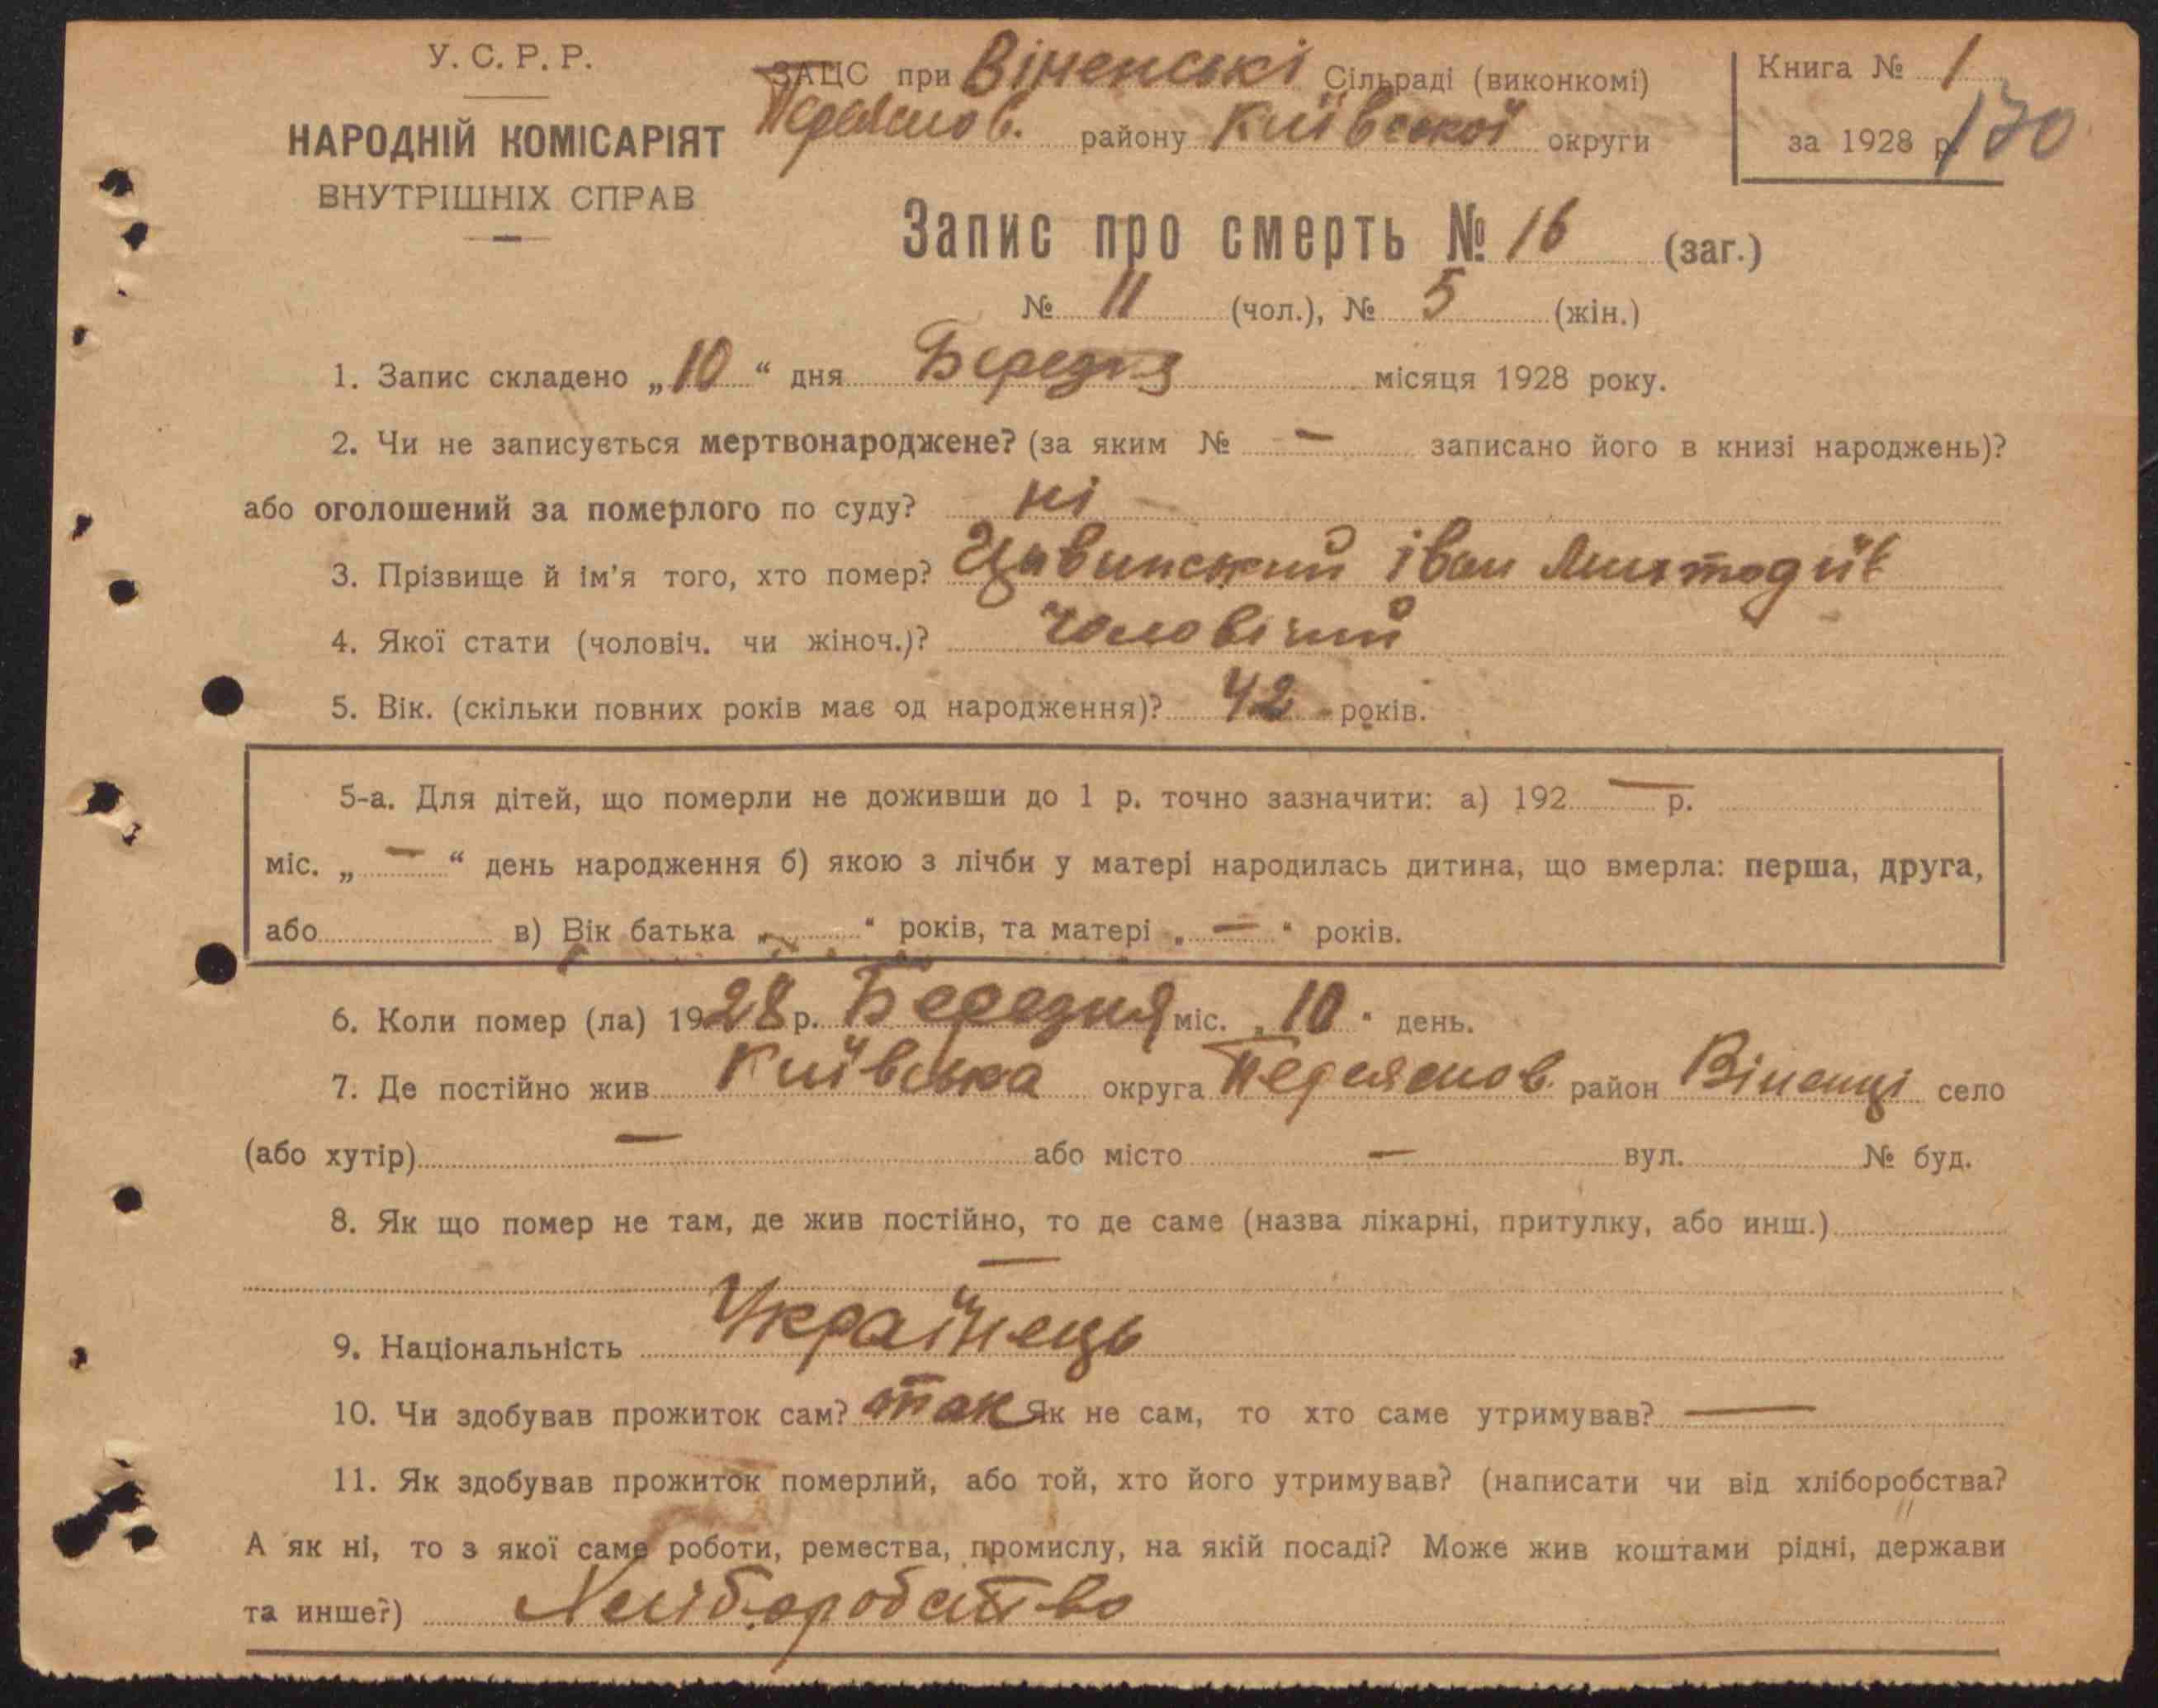 У. С. Р. Р.
НАРОДНІЙ КОМІСАРІЯТ
ВНУТРІШНІХ СПРАВ
ЗАЦС при Віненські Сільраді (виконкомі)
Переяслов. району Київської округи
Книга № 1
за 1928 р.
170
Запис про смерть № 16 (заг.)
№ 11 (чол.), № 5 (жін.)
1. Запис складено „10“ дня Березня місяця 1928 року.
2. Чи не записується мертвонароджене? (за яким № — записано його в книзі народжень)?
або оголошений за померлого по суду? ні —
3. Прізвище й ім'я того, хто помер? Іван
4. Якої стати (чоловіч. чи жіноч.)? чоловічий
5. Вік. (скільки повних років має од народження)? 42 років.
5-а. Для дітей, що померли не доживши до 1 р. точно зазначити: а) 192 — р.
міс. „ — “ день народження б) якою з лічби у матері народилась дитина, що вмерла: перша, друга,
або в) Вік батька „ “ років, та матері „ — “ років.
6. Коли помер (ла) 1928 р. Березня міс. „10“ день.
7. Де постійно жив Київська округа Переяслов. район Віненці село
(або хутір) — або місто — вул. № буд.
8. Як що помер не там, де жив постійно, то де саме (назва лікарні, притулку, або инш.)
—
9. Національність Українець
10. Чи здобував прожиток сам? так Як не сам, то хто саме утримував? —
11. Як здобував прожиток померлий, або той, хто його утримував? (написати чи від хліборобства?
А як ні, то з якої саме роботи, ремества, промислу, на якій посаді? Може жив коштами рідні, держави
та инше?) Хліборобство